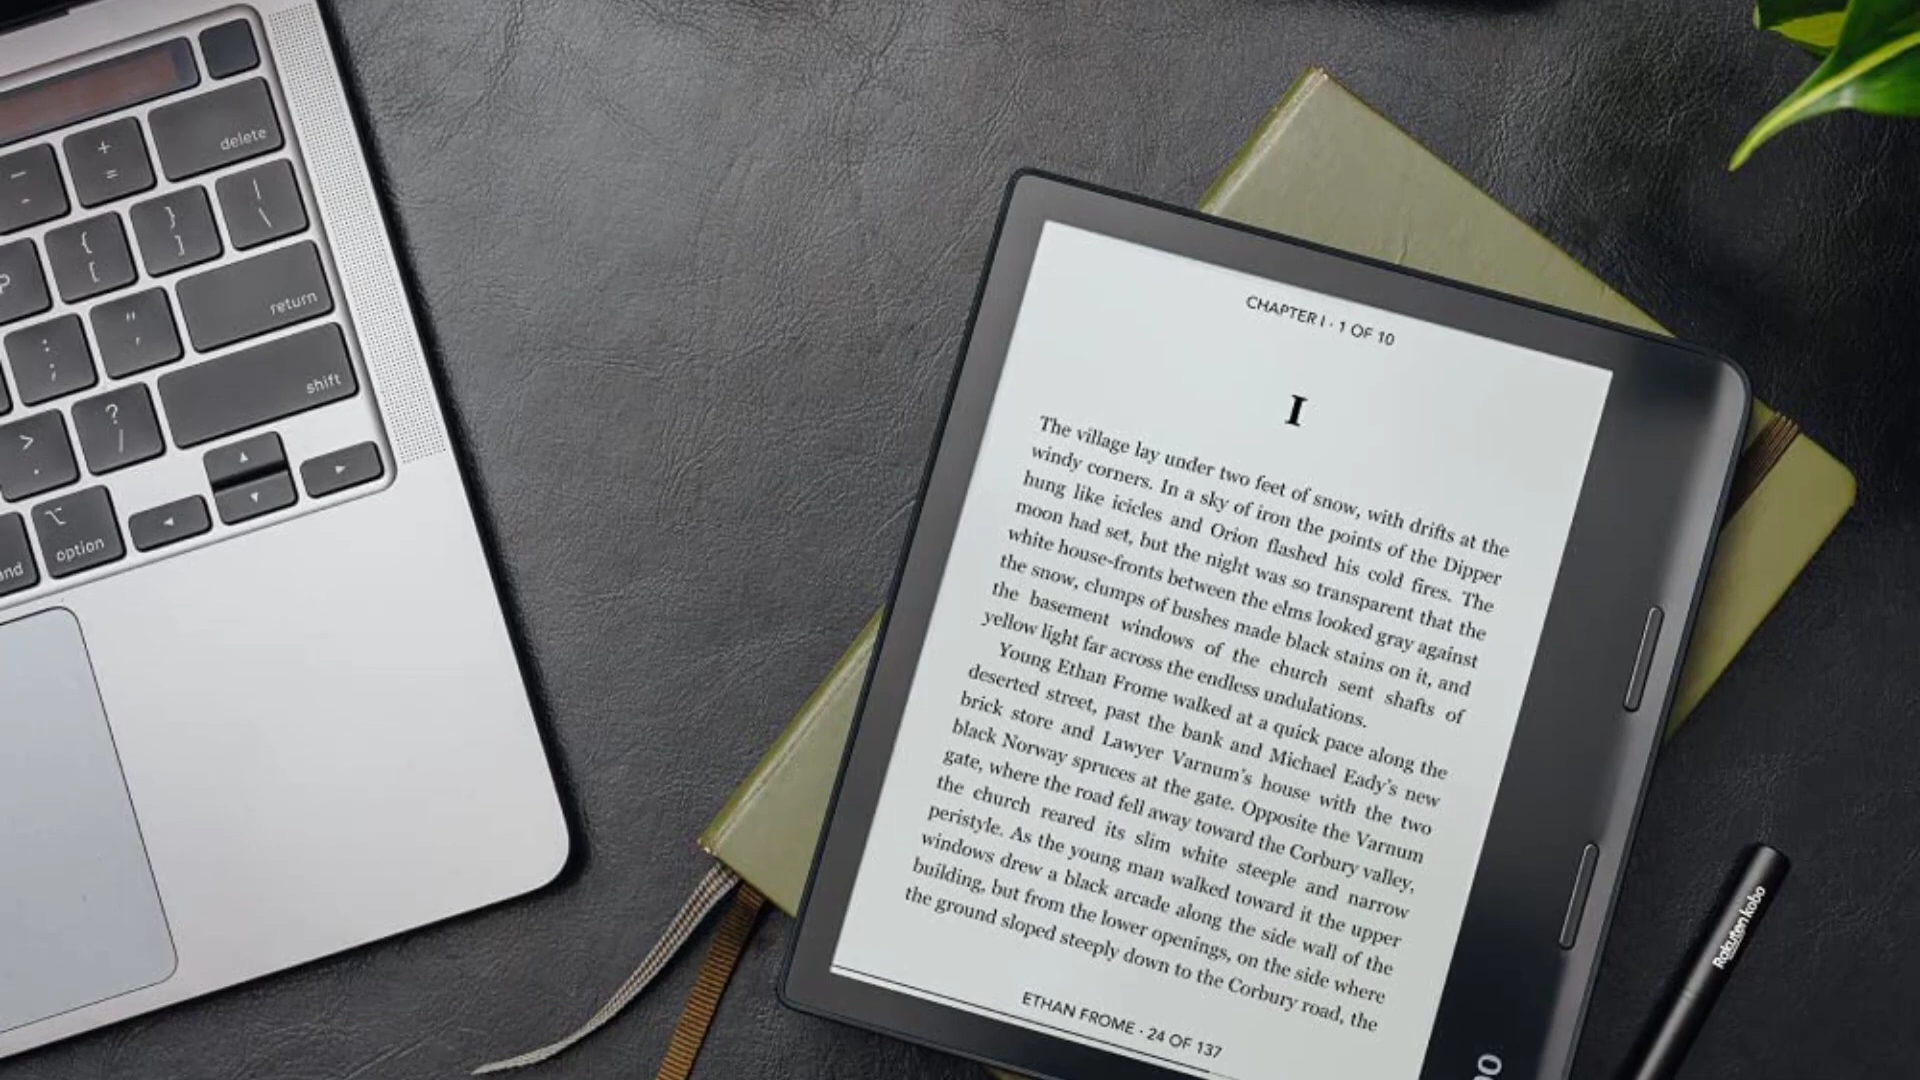 delete
+
=
-
{
[
}
]
|
\
return
:
;
"
'
shift
>
.
?
/
option
CHAPTER I · 1 OF 10
I
The village lay under two feet of snow, with drifts at the
windy corners. In a sky of iron the points of the Dipper
hung like icicles and Orion flashed his cold fires. The
moon had set, but the night was so transparent that the
white house-fronts between the elms looked gray against
the snow, clumps of bushes made black stains on it, and
the basement windows of the church sent shafts of
yellow light far across the endless undulations.
Young Ethan Frome walked at a quick pace along the
deserted street, past the bank and Michael Eady's new
brick store and Lawyer Varnum's house with the two
black Norway spruces at the gate. Opposite the Varnum
gate, where the road fell away toward the Corbury valley,
the church reared its slim white steeple and narrow
peristyle. As the young man walked toward it the upper
windows drew a black arcade along the side wall of the
building, but from the lower openings, on the side where
the ground sloped steeply down to the Corbury road, the
ETHAN FROME · 24 OF 137
Rakuten kobo